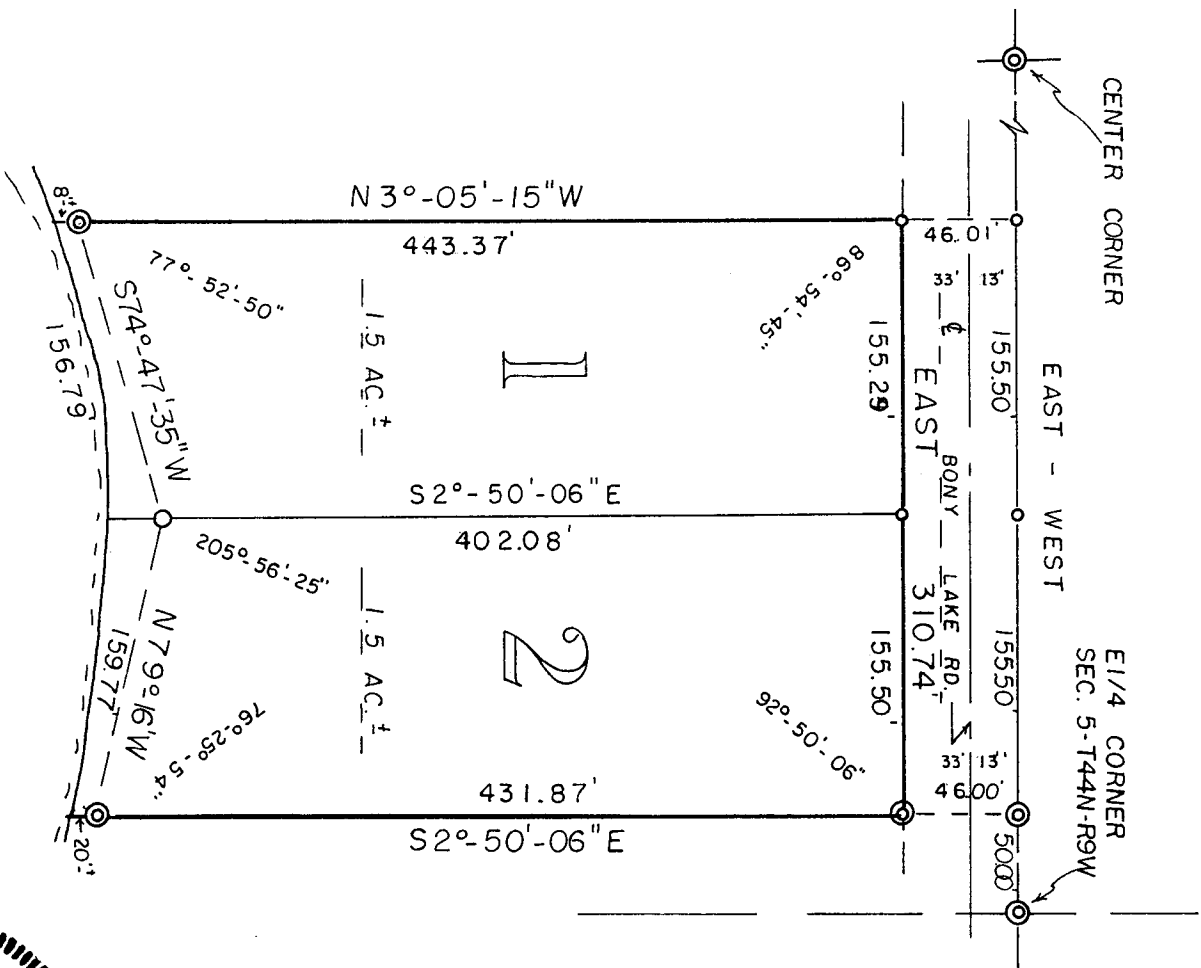 CENTER CORNER
EAST - WEST
E1/4 CORNER
SEC. 5-T44N-R9W
155.50'
155.50'
50.00'
46.01'
33' 13'
℄
BONY LAKE RD.
33' 13'
46.00'
EAST
310.74'
155.29'
155.50'
N 3°-05'-15"W
443.37'
86°-54'-45"
77°-52'-50"
1
1.5 AC.±
S74°-47'-35"W
8'±
156.79
S 2°-50'-06"E
402.08'
205°-56'-25"
92°-50'-06"
2
1.5 AC.±
76°-25'-54"
N 79°-16'W
159.77'
431.87'
S 2°-50'-06"E
20'±